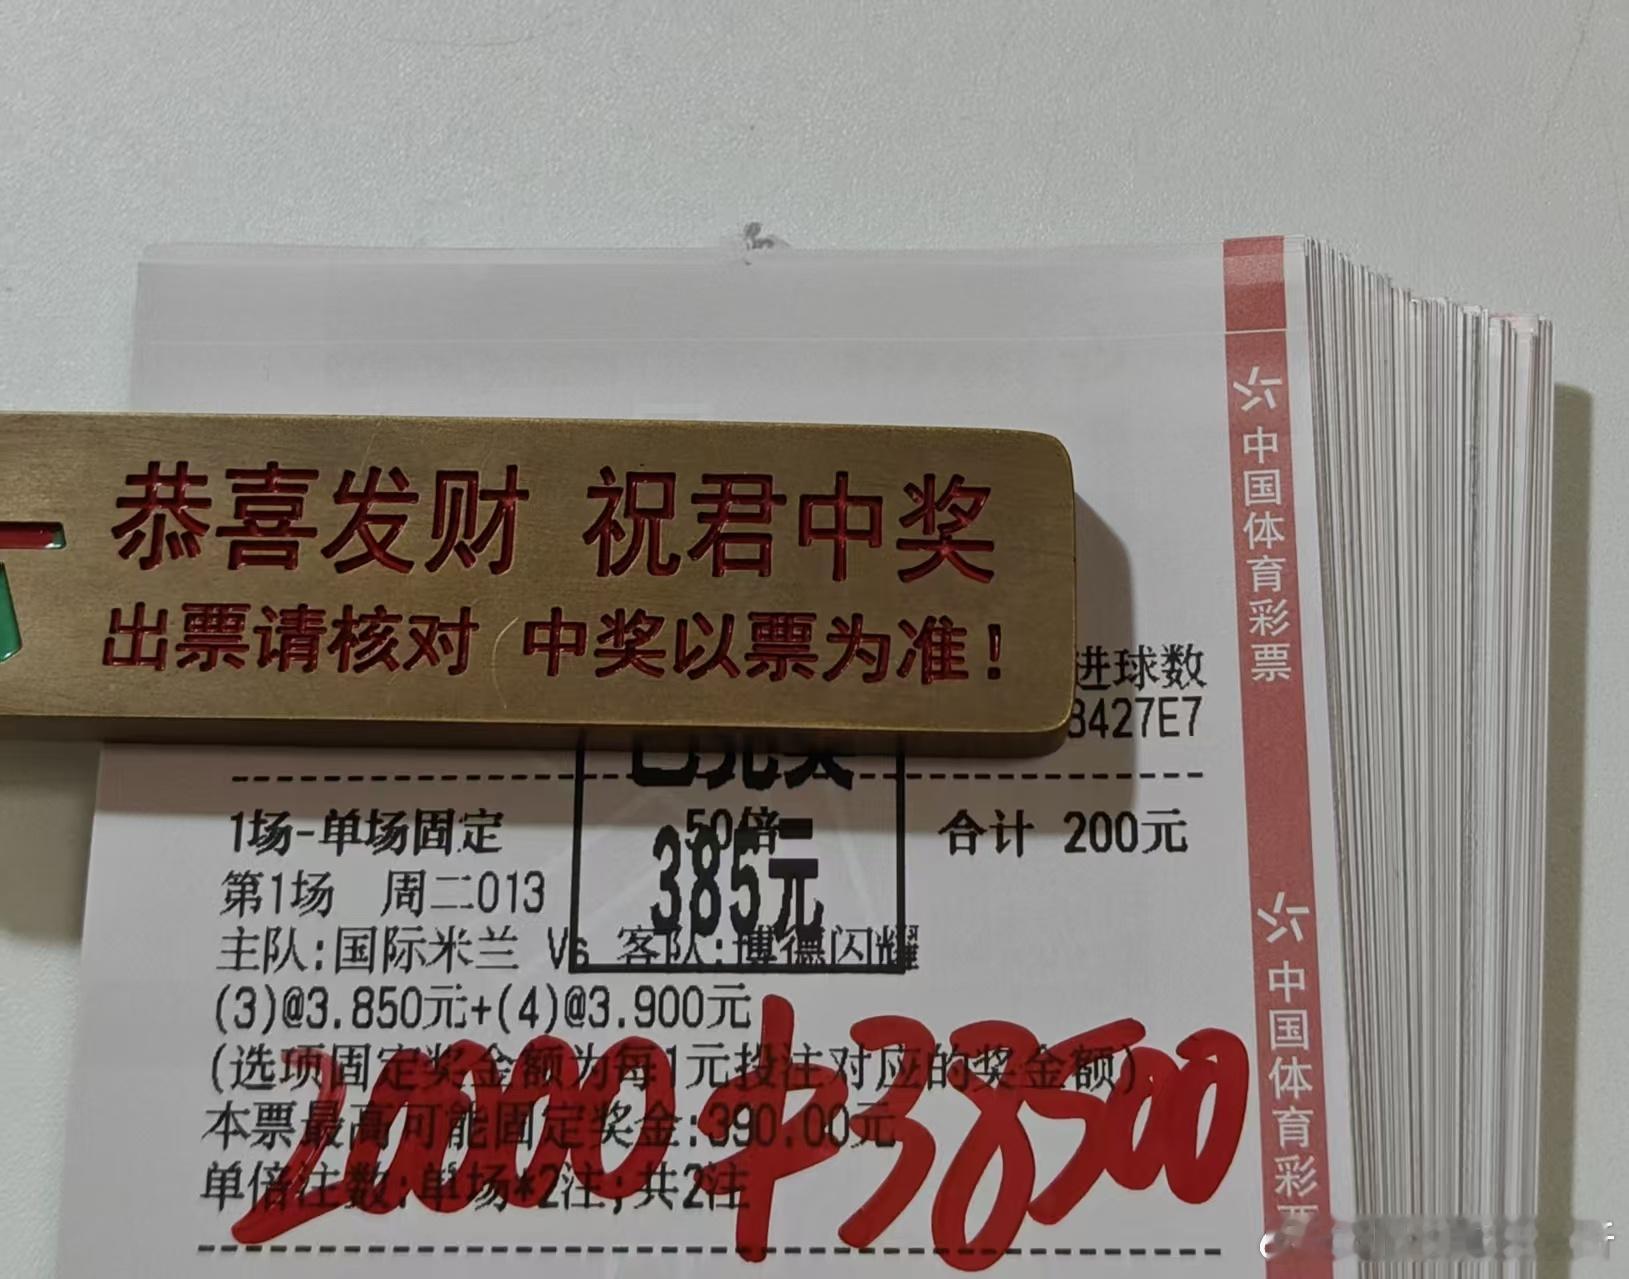 恭喜发财 祝君中奖
出票请核对 中奖以票为准!
进球数
8427E7
已兑奖
385元
1场-单场固定 50倍 合计 200元
第1场 周二013
主队:国际米兰 Vs 客队:博德闪耀
(3)@3.850元+(4)@3.900元
(选项固定奖金额为每1元投注对应的奖金额)
本票最高可能固定奖金:390.00元
单倍注数:单场*2注;共2注
20000中38500
中国体育彩票
中国体育彩票